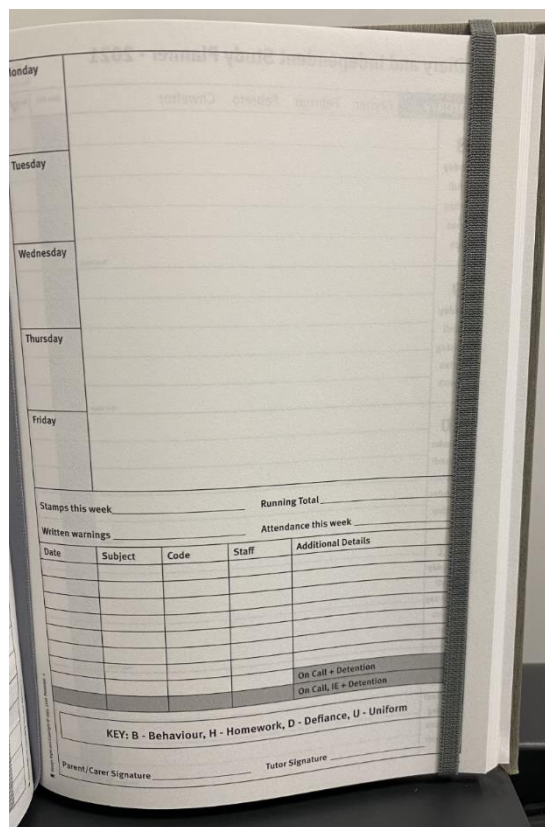 Monday
Tuesday
Wednesday
Thursday
Friday
Stamps this week
Running Total
Written warnings
Attendance this week
Date Subject Code Staff Additional Details
On Call + Detention
On Call, IE + Detention
KEY: B - Behaviour, H - Homework, D - Defiance, U - Uniform
Parent/Carer Signature
Tutor Signature